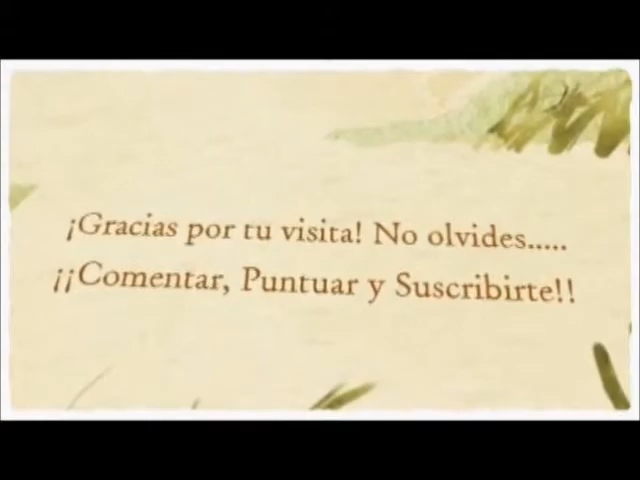 ¡Gracias por tu visita! No olvides.....
¡¡Comentar, Puntuar y Suscribirte!!